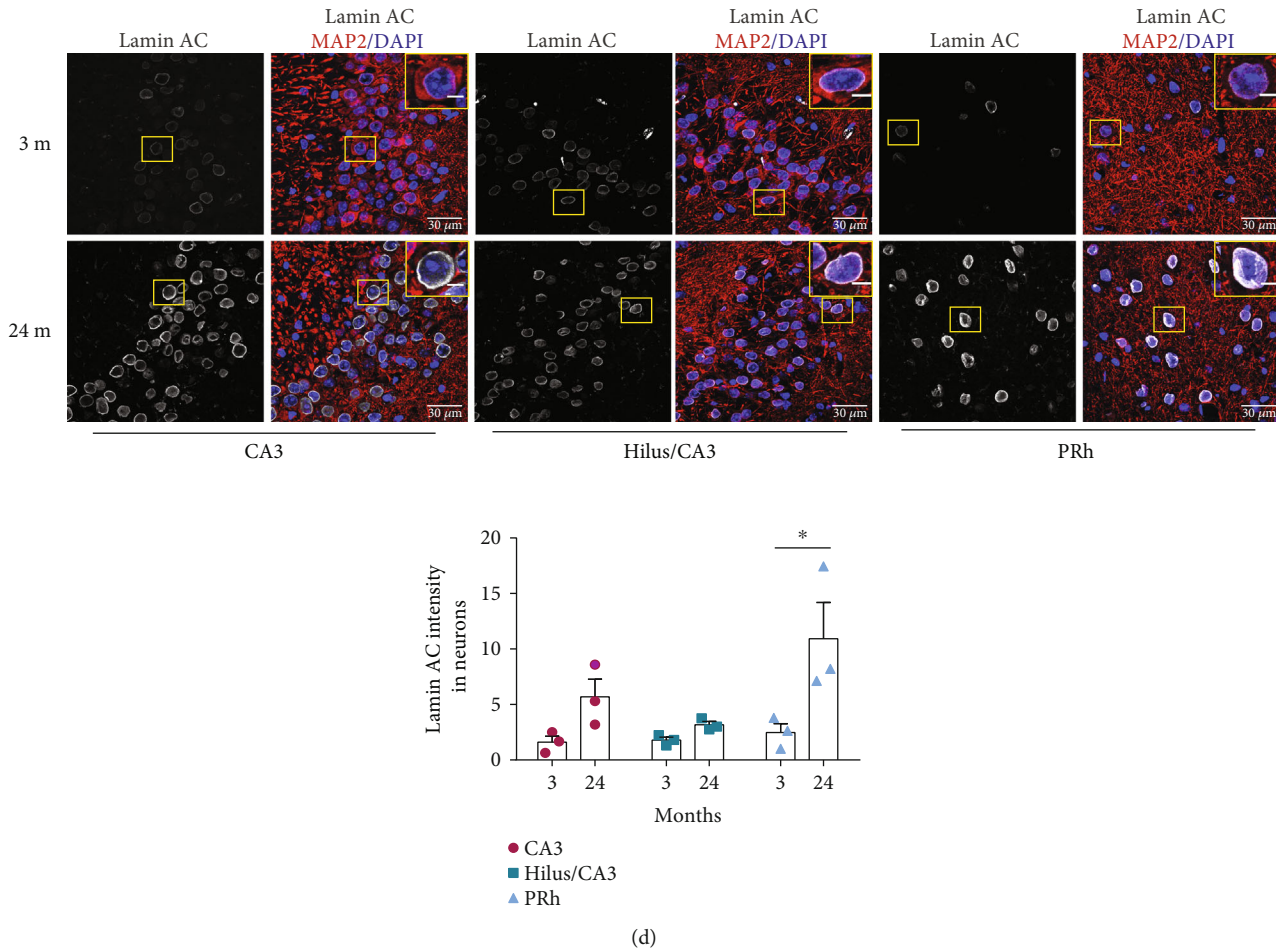 Lamin AC
Lamin AC
MAP2/DAPI
Lamin AC
Lamin AC
MAP2/DAPI
Lamin AC
Lamin AC
MAP2/DAPI
3 m
30 μm
30 μm
30 μm
24 m
30 μm
30 μm
30 μm
CA3
Hilus/CA3
PRh
Lamin AC intensity
in neurons
20
15
10
5
0
*
3
24
3
24
3
24
Months
CA3
Hilus/CA3
PRh
(d)